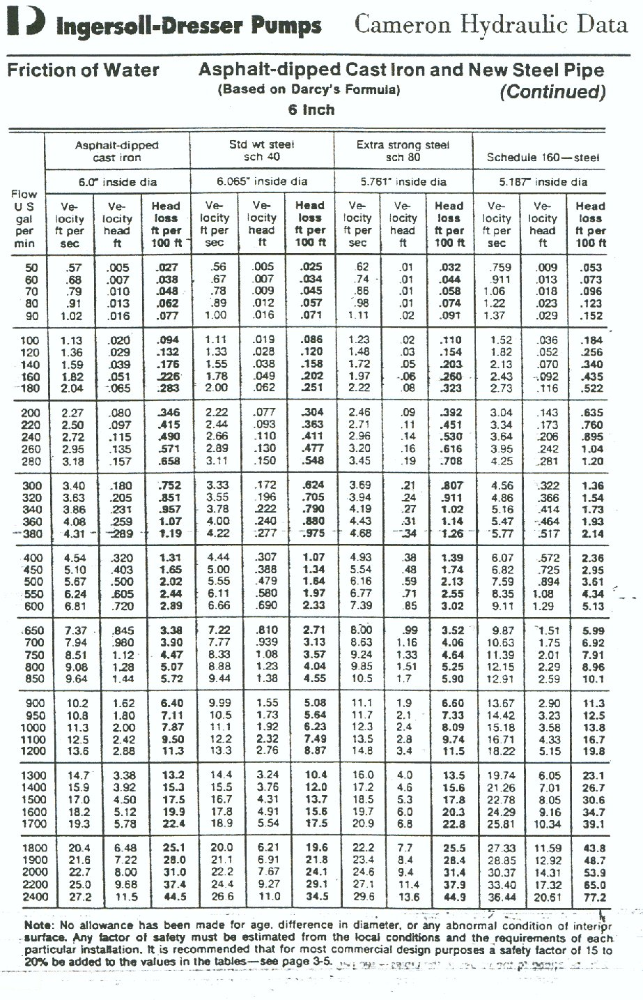 Ingersoll-Dresser Pumps Cameron Hydraulic Data
Friction of Water Asphalt-dipped Cast Iron and New Steel Pipe
(Based on Darcy's Formula) (Continued)
6 Inch
Asphalt-dipped Std wt steel Extra strong steel
cast iron sch 40 sch 80 Schedule 160—steel
6.0" inside dia 6.065" inside dia 5.761" inside dia 5.187" inside dia
Flow
U S Ve- Ve- Head Ve- Ve- Head Ve- Ve- Head Ve- Ve- Head
gal locity locity loss locity locity loss locity locity loss locity locity loss
per ft per head ft per ft per head ft per ft per head ft per ft per head ft per
min sec ft 100 ft sec ft 100 ft sec ft 100 ft sec ft 100 ft
50 .57 .005 .027 .56 .005 .025 .62 .01 .032 .759 .009 .053
60 .68 .007 .038 .67 .007 .034 .74 .01 .044 .911 .013 .073
70 .79 .010 .048 .78 .009 .045 .86 .01 .058 1.06 .018 .096
80 .91 .013 .062 .89 .012 .057 .98 .01 .074 1.22 .023 .123
90 1.02 .016 .077 1.00 .016 .071 1.11 .02 .091 1.37 .029 .152
100 1.13 .020 .094 1.11 .019 .086 1.23 .02 .110 1.52 .036 .184
120 1.36 .029 .132 1.33 .028 .120 1.48 .03 .154 1.82 .052 .256
140 1.59 .039 .176 1.55 .038 .158 1.72 .05 .203 2.13 .070 .340
160 1.82 .051 .226 1.78 .049 .202 1.97 .06 .260 2.43 .092 .435
180 2.04 .065 .283 2.00 .062 .251 2.22 .08 .323 2.73 .116 .522
200 2.27 .080 .346 2.22 .077 .304 2.46 .09 .392 3.04 .143 .635
220 2.50 .097 .415 2.44 .093 .363 2.71 .11 .451 3.34 .173 .760
240 2.72 .115 .490 2.66 .110 .411 2.96 .14 .530 3.64 .206 .895
260 2.95 .135 .571 2.89 .130 .477 3.20 .16 .616 3.95 .242 1.04
280 3.18 .157 .658 3.11 .150 .548 3.45 .19 .708 4.25 .281 1.20
300 3.40 .180 .752 3.33 .172 .624 3.69 .21 .807 4.56 .322 1.36
320 3.63 .205 .851 3.55 .196 .705 3.94 .24 .911 4.86 .366 1.54
340 3.86 .231 .957 3.78 .222 .790 4.19 .27 1.02 5.16 .414 1.73
360 4.08 .259 1.07 4.00 .240 .880 4.43 .31 1.14 5.47 .464 1.93
380 4.31 .289 1.19 4.22 .277 .975 4.68 .34 1.26 5.77 .517 2.14
400 4.54 .320 1.31 4.44 .307 1.07 4.93 .38 1.39 6.07 .572 2.36
450 5.10 .403 1.65 5.00 .388 1.34 5.54 .48 1.74 6.82 .725 2.95
500 5.67 .500 2.02 5.55 .479 1.64 6.16 .59 2.13 7.59 .894 3.61
550 6.24 .605 2.44 6.11 .580 1.97 6.77 .71 2.55 8.35 1.08 4.34
600 6.81 .720 2.89 6.66 .690 2.33 7.39 .85 3.02 9.11 1.29 5.13
650 7.37 .845 3.38 7.22 .810 2.71 8.00 .99 3.52 9.87 1.51 5.99
700 7.94 .980 3.90 7.77 .939 3.13 8.63 1.16 4.06 10.63 1.75 6.92
750 8.51 1.12 4.47 8.33 1.08 3.57 9.24 1.33 4.64 11.39 2.01 7.91
800 9.08 1.28 5.07 8.88 1.23 4.04 9.85 1.51 5.25 12.15 2.29 8.96
850 9.64 1.44 5.72 9.44 1.38 4.55 10.5 1.7 5.90 12.91 2.59 10.1
900 10.2 1.62 6.40 9.99 1.55 5.08 11.1 1.9 6.60 13.67 2.90 11.3
950 10.8 1.80 7.11 10.5 1.73 5.64 11.7 2.1 7.33 14.42 3.23 12.5
1000 11.3 2.00 7.87 11.1 1.92 6.23 12.3 2.4 8.09 15.18 3.58 13.8
1100 12.5 2.42 9.50 12.2 2.32 7.49 13.5 2.8 9.74 16.71 4.33 16.7
1200 13.6 2.88 11.3 13.3 2.76 8.87 14.8 3.4 11.5 18.22 5.15 19.8
1300 14.7 3.38 13.2 14.4 3.24 10.4 16.0 4.0 13.5 19.74 6.05 23.1
1400 15.9 3.92 15.3 15.5 3.76 12.0 17.2 4.6 15.6 21.26 7.01 26.7
1500 17.0 4.50 17.5 16.7 4.31 13.7 18.5 5.3 17.8 22.78 8.05 30.6
1600 18.2 5.12 19.9 17.8 4.91 15.6 19.7 6.0 20.3 24.29 9.16 34.7
1700 19.3 5.78 22.4 18.9 5.54 17.5 20.9 6.8 22.8 25.81 10.34 39.1
1800 20.4 6.48 25.1 20.0 6.21 19.6 22.2 7.7 25.5 27.33 11.59 43.8
1900 21.6 7.22 28.0 21.1 6.91 21.8 23.4 8.4 28.4 28.85 12.92 48.7
2000 22.7 8.00 31.0 22.2 7.67 24.1 24.6 9.4 31.4 30.37 14.31 53.9
2200 25.0 9.68 37.4 24.4 9.27 29.1 27.1 11.4 37.9 33.40 17.32 65.0
2400 27.2 11.5 44.5 26.6 11.0 34.5 29.6 13.6 44.9 36.44 20.61 77.2
Note: No allowance has been made for age, difference in diameter, or any abnormal condition of interior
surface. Any factor of safety must be estimated from the local conditions and the requirements of each
particular installation. It is recommended that for most commercial design purposes a safety factor of 15 to
20% be added to the values in the tables—see page 3-5.